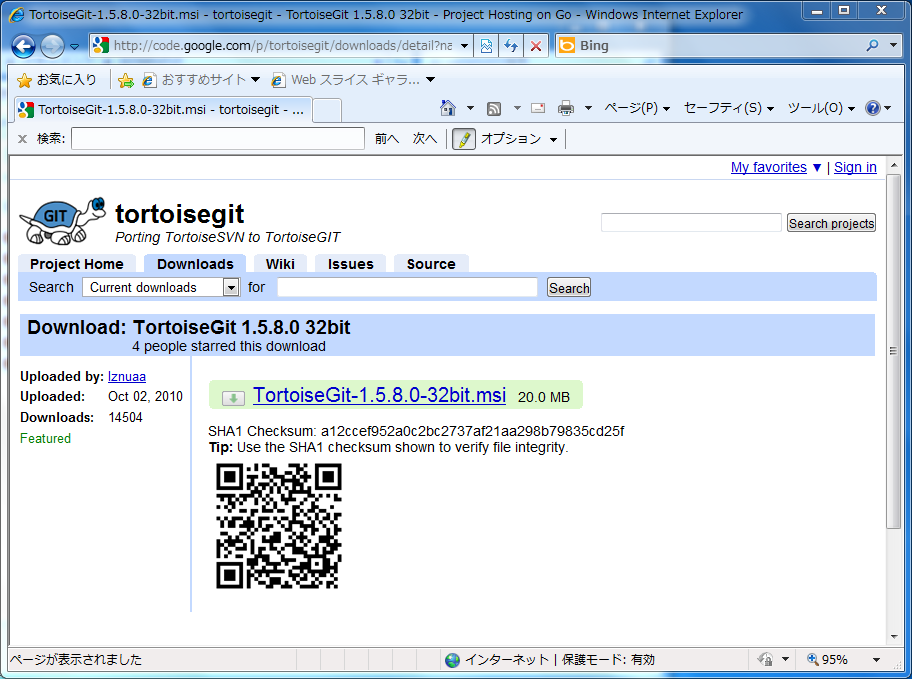 TortoiseGit-1.5.8.0-32bit.msi - tortoisegit - TortoiseGit 1.5.8.0 32bit - Project Hosting on Go - Windows Internet Explorer
http://code.google.com/p/tortoisegit/downloads/detail?na
Bing
お気に入り おすすめサイト Web スライス ギャラ...
TortoiseGit-1.5.8.0-32bit.msi - tortoisegit - ... ページ(P) セーフティ(S) ツール(O)
× 検索: 前へ 次へ オプション
My favorites ▼ | Sign in
GIT
tortoisegit
Porting TortoiseSVN to TortoiseGIT
Search projects
Project Home Downloads Wiki Issues Source
Search Current downloads for Search
Download: TortoiseGit 1.5.8.0 32bit
4 people starred this download
Uploaded by: lznuaa
Uploaded: Oct 02, 2010
Downloads: 14504
Featured
TortoiseGit-1.5.8.0-32bit.msi 20.0 MB
SHA1 Checksum: a12ccef952a0c2bc2737af21aa298b79835cd25f
Tip: Use the SHA1 checksum shown to verify file integrity.
ページが表示されました インターネット | 保護モード: 有効 95%